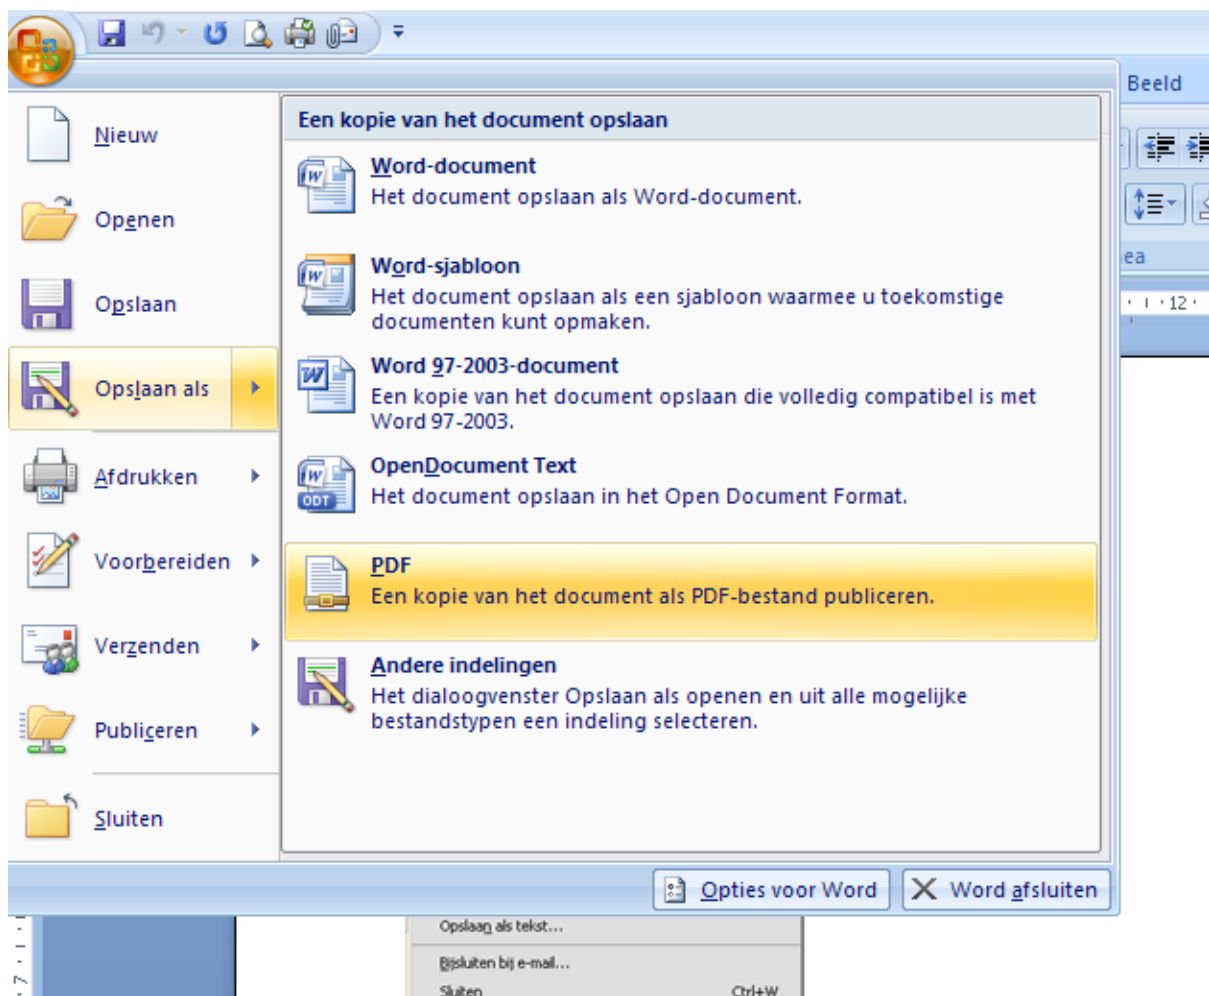 Beeld
Nieuw
Openen
Opslaan
Opslaan als
Afdrukken
Voorbereiden
Verzenden
Publiceren
Sluiten
Een kopie van het document opslaan
Word-document
Het document opslaan als Word-document.
Word-sjabloon
Het document opslaan als een sjabloon waarmee u toekomstige
documenten kunt opmaken.
Word 97-2003-document
Een kopie van het document opslaan die volledig compatibel is met
Word 97-2003.
OpenDocument Text
ODT
Het document opslaan in het Open Document Format.
PDF
Een kopie van het document als PDF-bestand publiceren.
Andere indelingen
Het dialoogvenster Opslaan als openen en uit alle mogelijke
bestandstypen een indeling selecteren.
ea
12
Opties voor Word
Word afsluiten
Opslaan als tekst...
Bijsluiten bij e-mail...
Sluiten Ctrl+W
7